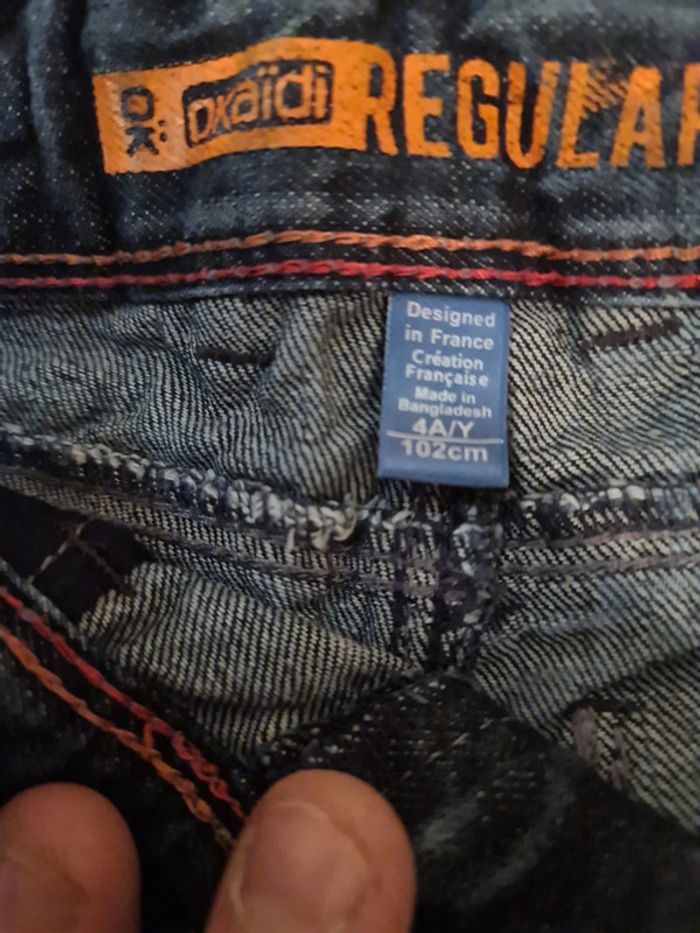 OK: OKaïdi REGULAR
Designed
in France
Création
Française
Made in
Bangladesh
4A/Y
102cm